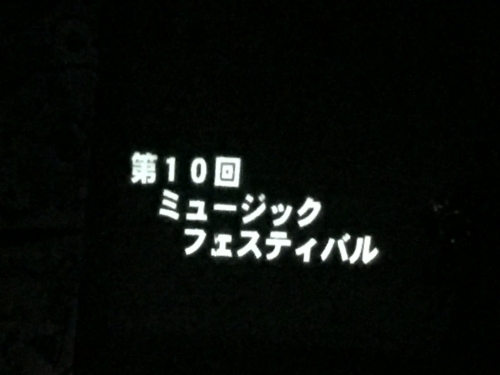 第10回
ミュージック
フェスティバル